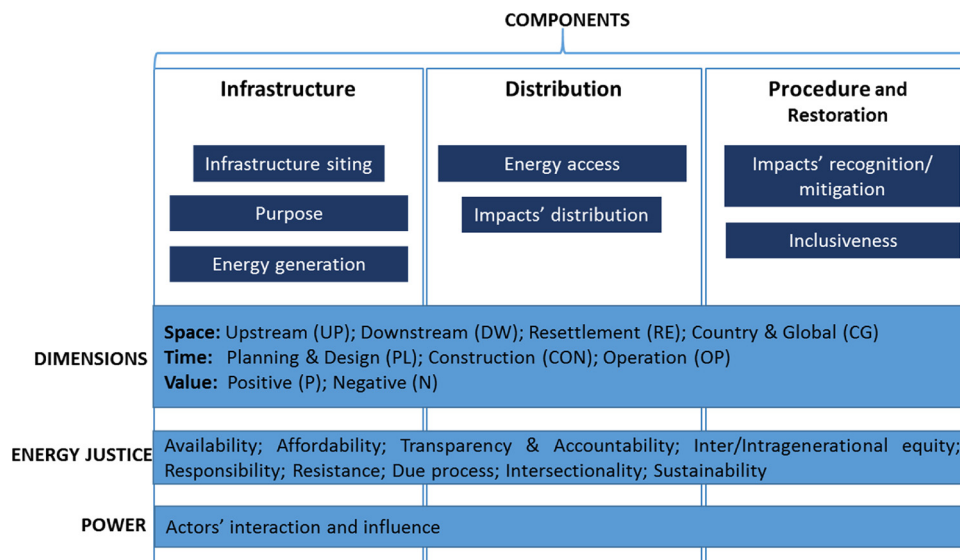 COMPONENTS
Infrastructure
Distribution
Procedure and
Restoration
Infrastructure siting
Purpose
Energy generation
Energy access
Impacts' distribution
Impacts' recognition/
mitigation
Inclusiveness
DIMENSIONS
Space: Upstream (UP); Downstream (DW); Resettlement (RE); Country & Global (CG)
Time: Planning & Design (PL); Construction (CON); Operation (OP)
Value: Positive (P); Negative (N)
ENERGY JUSTICE
Availability; Affordability; Transparency & Accountability; Inter/Intragenerational equity;
Responsibility; Resistance; Due process; Intersectionality; Sustainability
POWER
Actors' interaction and influence